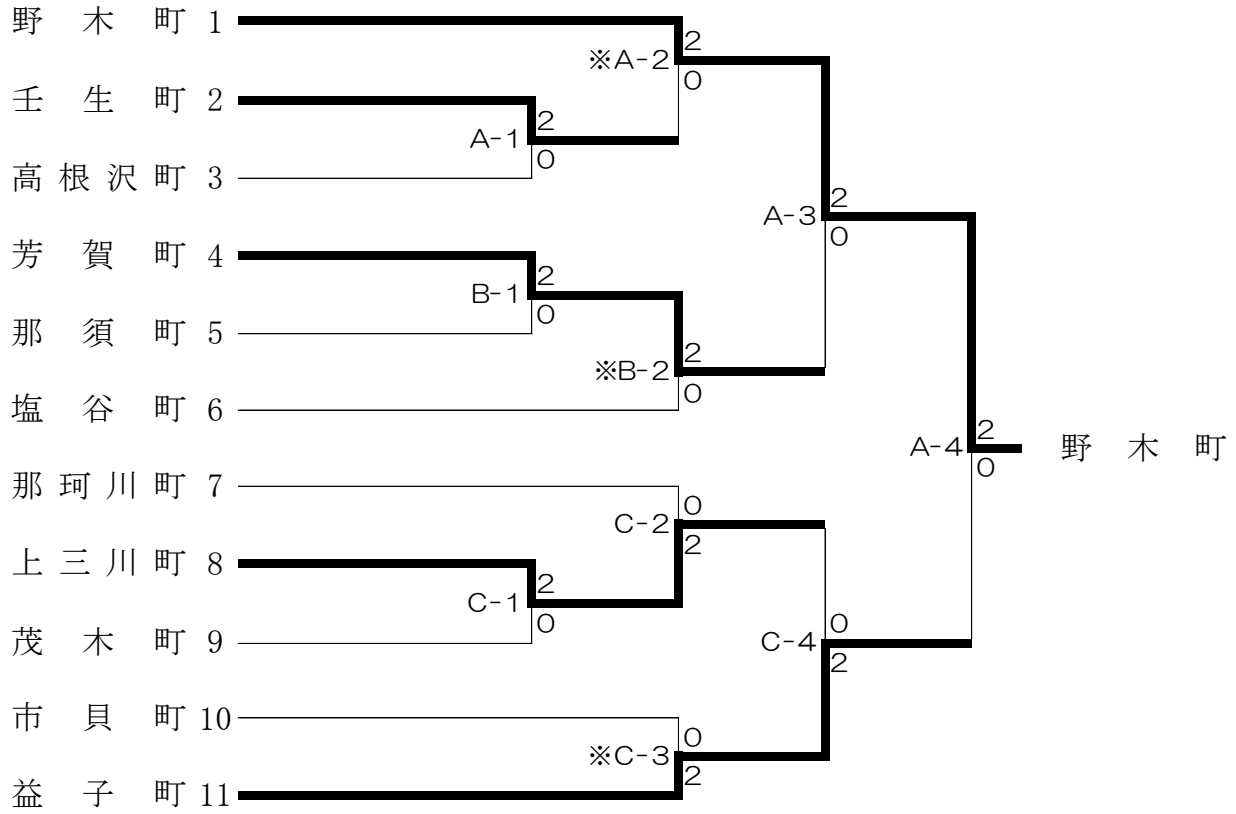 野木町 1
2
※A-2
0
壬生町 2
2
A-1
0
高根沢町 3
2
A-3
0
芳賀町 4
2
B-1
0
那須町 5
2
※B-2
0
塩谷町 6
2
A-4 野木町
0
那珂川町 7
0
C-2
2
上三川町 8
2
C-1
0
茂木町 9
0
C-4
2
市貝町 10
0
※C-3
2
益子町 11